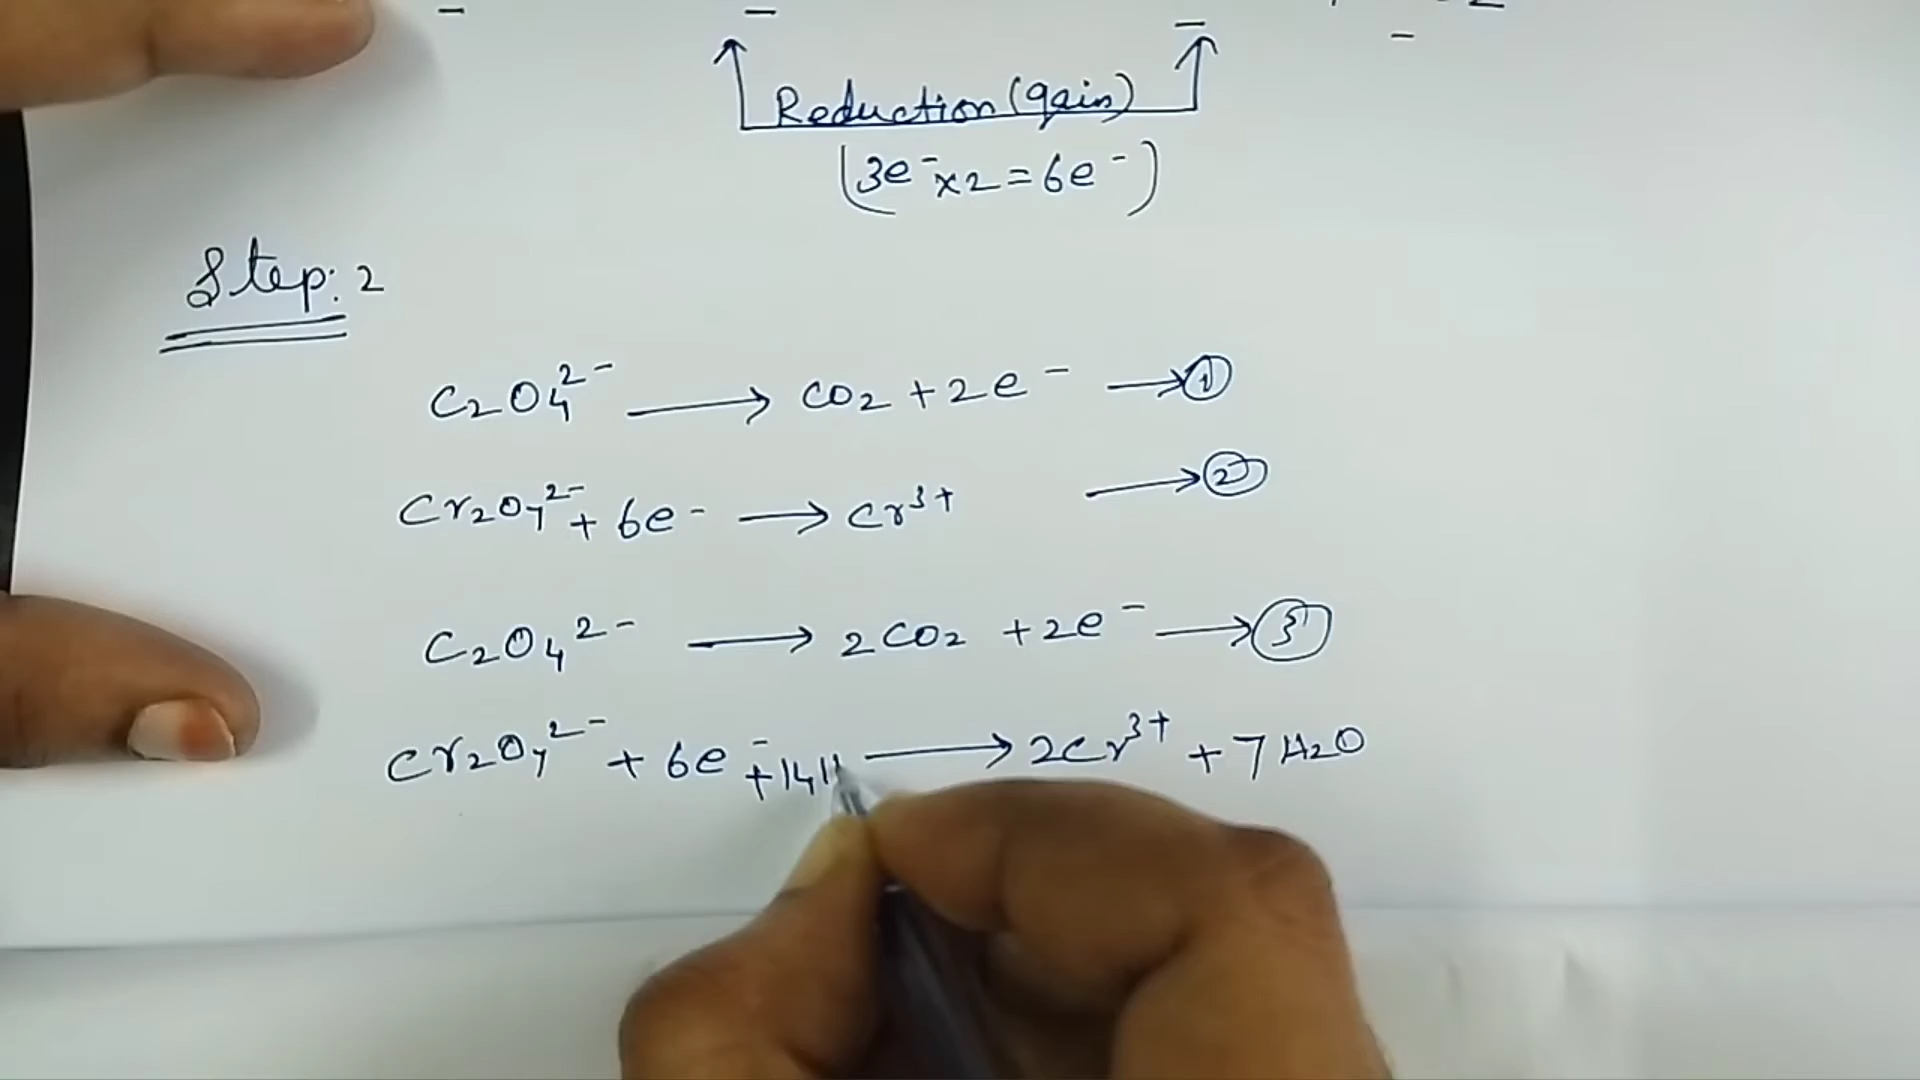 Reduction (gain)
(3e⁻ x 2 = 6e⁻)
Step: 2
C₂O₄²⁻ ⟶ CO₂ + 2e⁻ ⟶ ①
Cr₂O₇²⁻ + 6e⁻ ⟶ Cr³⁺ ⟶ ②
C₂O₄²⁻ ⟶ 2CO₂ + 2e⁻ ⟶ ③
Cr₂O₇²⁻ + 6e⁻ + 14H ⟶ 2Cr³⁺ + 7H₂O